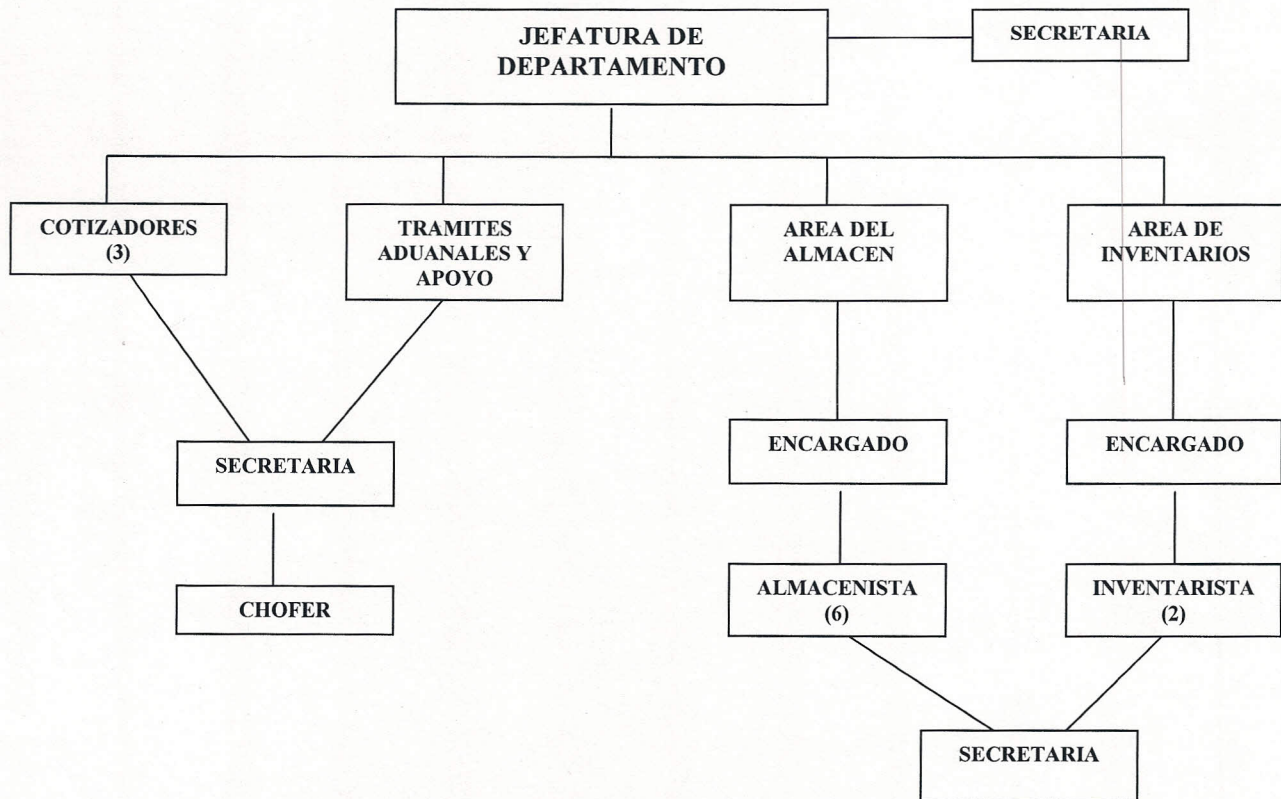 JEFATURA DE
DEPARTAMENTO
SECRETARIA
COTIZADORES
(3)
TRAMITES
ADUANALES Y
APOYO
AREA DEL
ALMACEN
AREA DE
INVENTARIOS
SECRETARIA
ENCARGADO
ENCARGADO
CHOFER
ALMACENISTA
(6)
INVENTARISTA
(2)
SECRETARIA